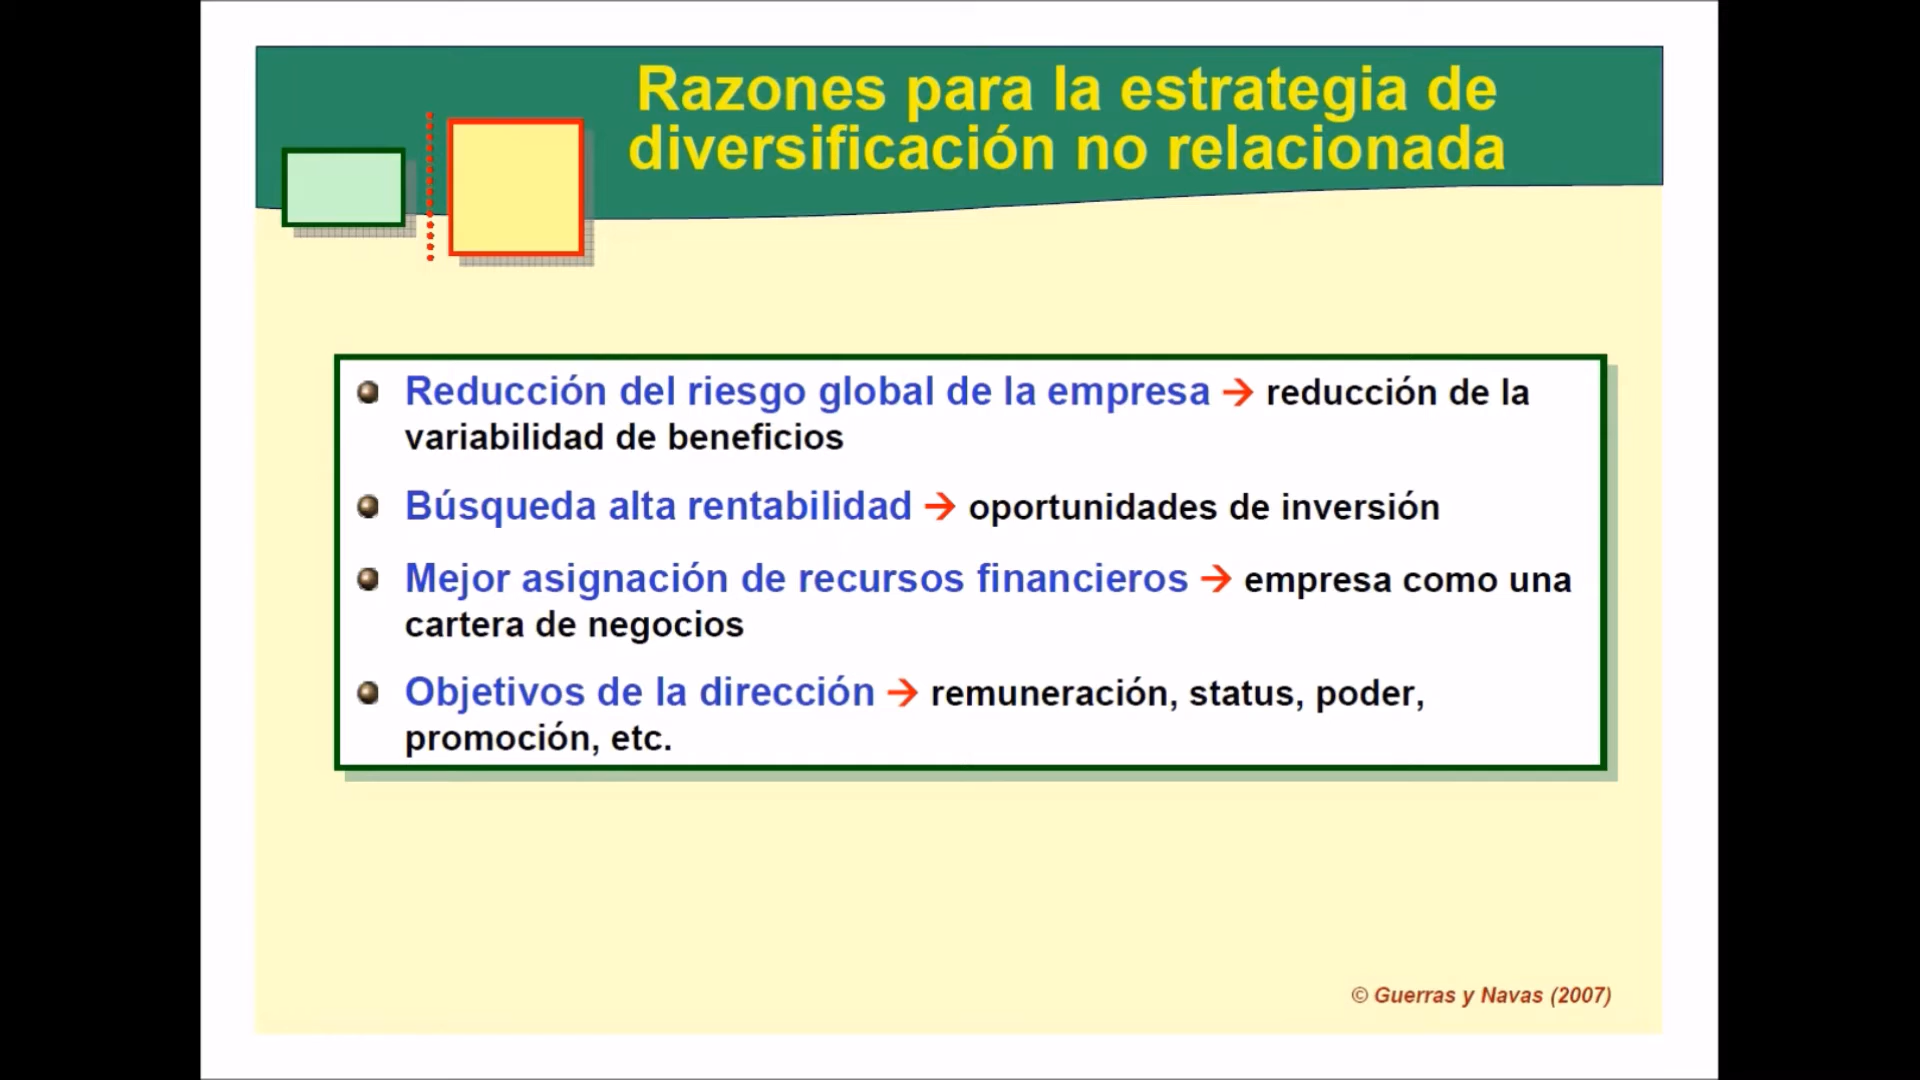 Razones para la estrategia de
diversificación no relacionada
Reducción del riesgo global de la empresa → reducción de la
variabilidad de beneficios
Búsqueda alta rentabilidad → oportunidades de inversión
Mejor asignación de recursos financieros → empresa como una
cartera de negocios
Objetivos de la dirección → remuneración, status, poder,
promoción, etc.
© Guerras y Navas (2007)